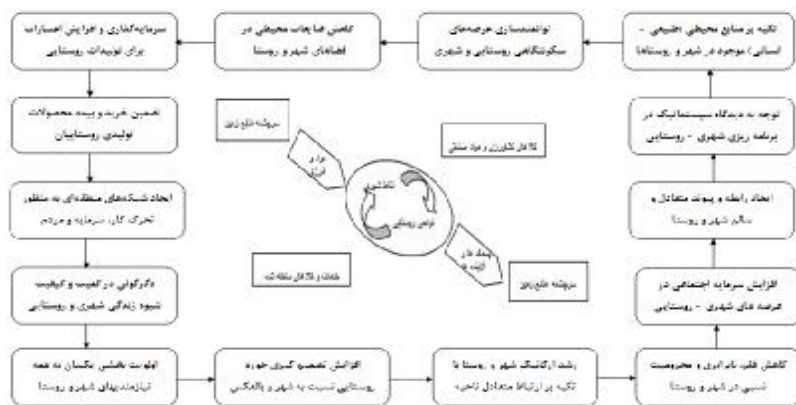 تکیه بر منابع محیطی (طبیعی -
انسانی) موجود در شهر و روستاها
توانمندسازی عرصه‌های
سکونتگاهی روستایی و شهری
کاهش ضایعات محیطی در
فضاهای شهر و روستا
سرمایه‌گذاری و افزایش اعتبارات
برای تولیدات روستایی
تضمین خرید و بیمه محصولات
تولیدی روستاییان
ایجاد شبکه‌های منطقه‌ای به منظور
تحرک کار، سرمایه و مردم
دگرگونی در کمیت و کیفیت
شیوه زندگی شهری و روستایی
اولویت بخشی یکسان به همه
نیازمندیهای شهر و روستا
افزایش تصمیم گیری حوزه
روستایی نسبت به شهر و بالعکس
رشد ارگانیک شهر و روستا با
تکیه بر ارتباط متعادل ناحیه
کاهش فقر، نابرابری و محرومیت
نسبی در شهر و روستا
افزایش سرمایه اجتماعی در
عرصه های شهری - روستایی
ایجاد رابطه و پیوند متعادل و
سالم شهر و روستا
توجه به دیدگاه سیستماتیک در
برنامه ریزی شهری - روستایی
کالاهای کشاورزی و مواد
نواحی روستایی
خدمات و کالاهای